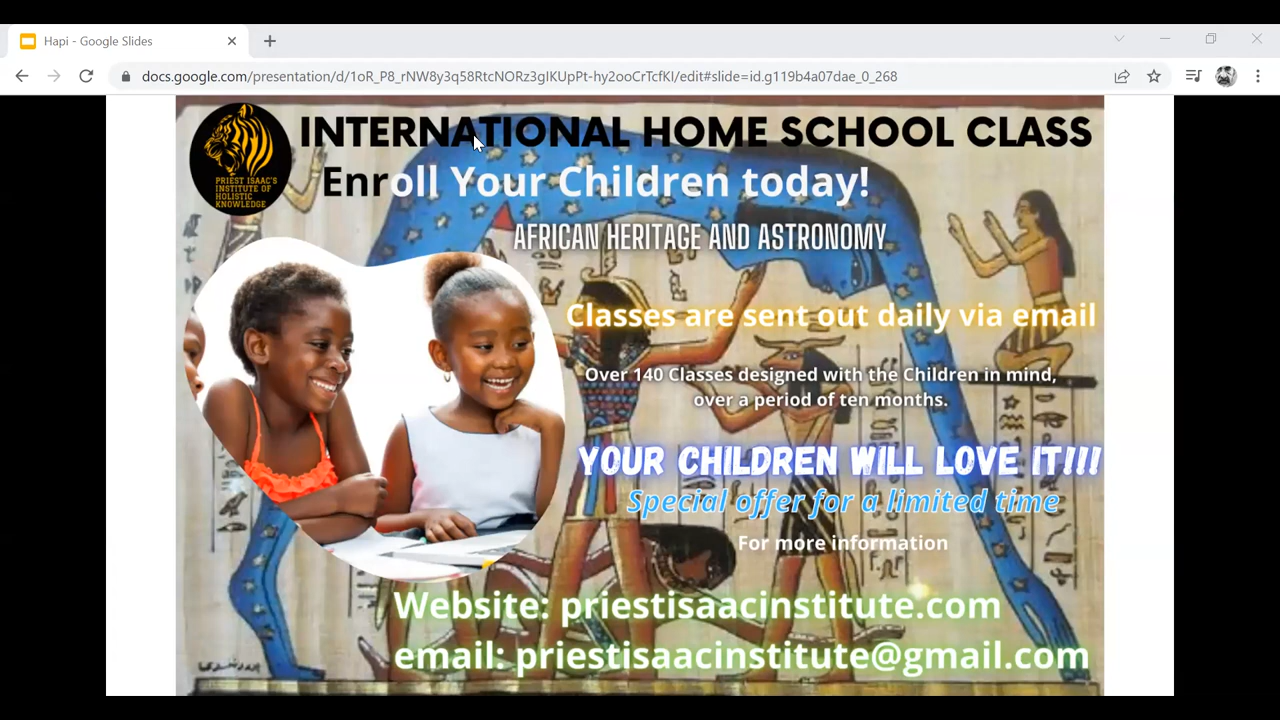 Hapi - Google Slides
docs.google.com/presentation/d/1oR_P8_rNW8y3q58RtcNORz3gIKUpPt-hy2ooCrTcfKI/edit#slide=id.g119b4a07dae_0_268
PRIEST ISAAC'S
INSTITUTE OF
HOLISTIC
KNOWLEDGE
INTERNATIONAL HOME SCHOOL CLASS
Enroll Your Children today!
AFRICAN HERITAGE AND ASTRONOMY
Classes are sent out daily via email
Over 140 Classes designed with the Children in mind,
over a period of ten months.
YOUR CHILDREN WILL LOVE IT!!!
Special offer for a limited time
For more information
Website: priestisaacinstitute.com
email: priestisaacinstitute@gmail.com